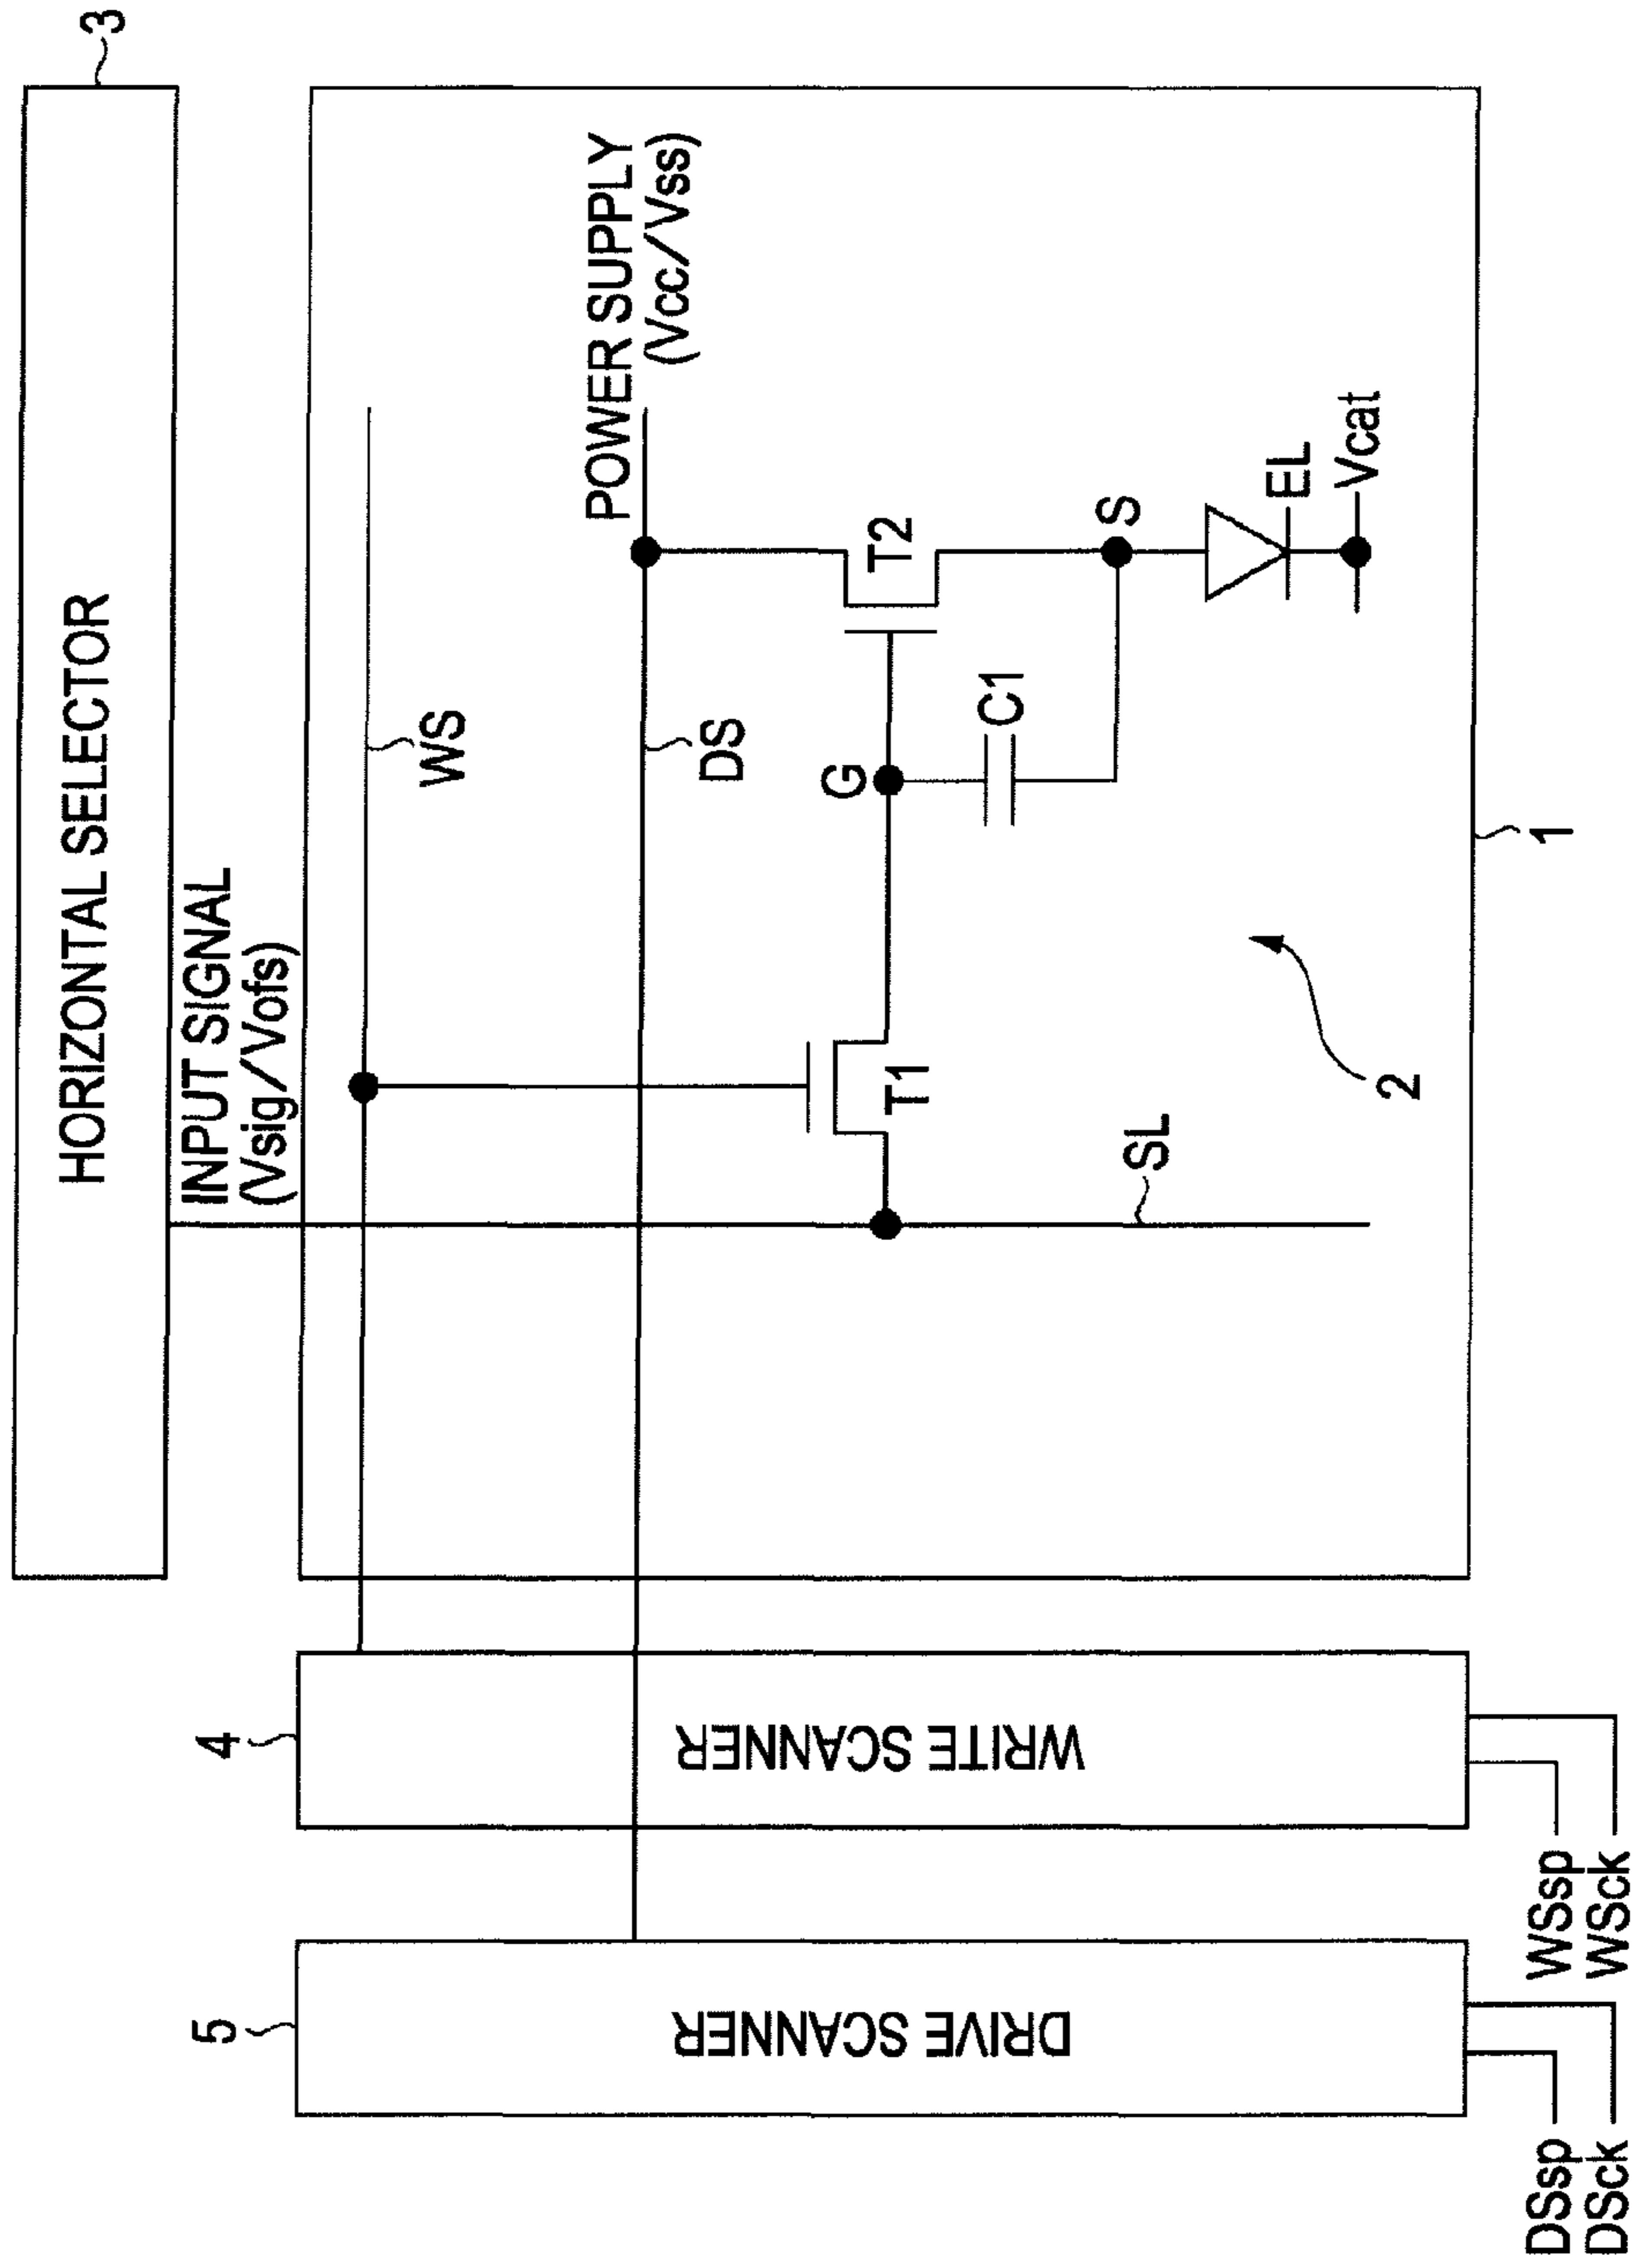 3
HORIZONTAL SELECTOR
INPUT SIGNAL
(Vsig/Vofs)
WS
POWER SUPPLY
(Vcc/Vss)
DS
G
T2
T1
C1
S
SL
EL
Vcat
2
1
4
WRITE SCANNER
5
DRIVE SCANNER
WSsp
WSck
DSsp
DSck